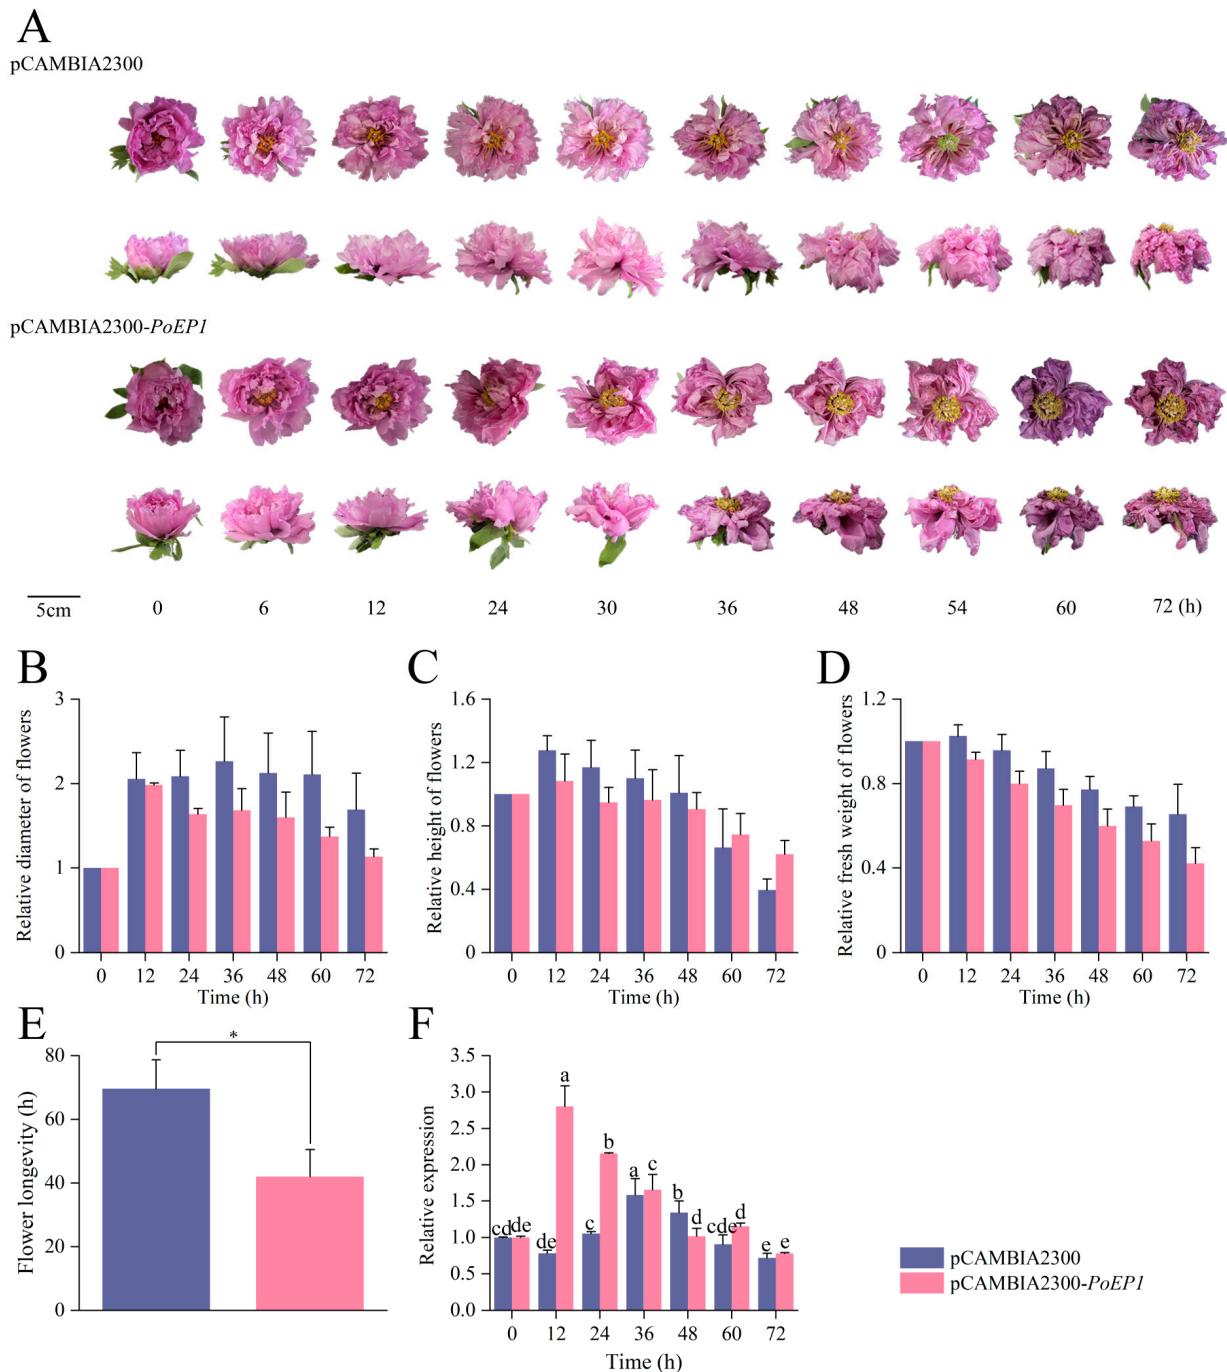 A
pCAMBIA2300
pCAMBIA2300-PoEP1
5cm 0 6 12 24 30 36 48 54 60 72 (h)
B
Relative diameter of flowers
3
2
1
0
0 12 24 36 48 60 72
Time (h)
C
Relative height of flowers
1.6
1.2
0.8
0.4
0
0 12 24 36 48 60 72
Time (h)
D
Relative fresh weight of flowers
1.2
0.8
0.4
0
0 12 24 36 48 60 72
Time (h)
E
Flower longevity (h)
80
60
40
20
0
*
F
Relative expression
3.5
3.0
2.5
2.0
1.5
1.0
0.5
0.0
cd de de a c b a c b d cde d e e
0 12 24 36 48 60 72
Time (h)
pCAMBIA2300
pCAMBIA2300-PoEP1